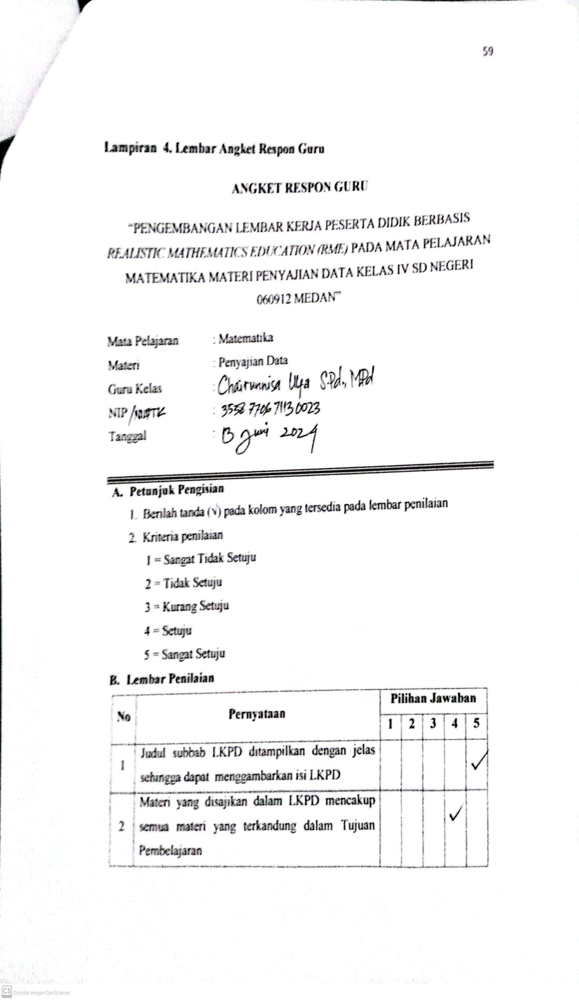 59
Lampiran 4. Lembar Angket Respon Guru
ANGKET RESPON GURU
"PENGEMBANGAN LEMBAR KERJA PESERTA DIDIK BERBASIS
REALISTIC MATHEMATICS EDUCATION (RME) PADA MATA PELAJARAN
MATEMATIKA MATERI PENYAJIAN DATA KELAS IV SD NEGERI
060912 MEDAN"
Mata Pelajaran : Matematika
Materi : Penyajian Data
Guru Kelas : Chairunnisa Ulfa S.Pd., M.Pd
NIP/NUPTK :
Tanggal : 13 Juni 2024
A. Petunjuk Pengisian
1. Berilah tanda (√) pada kolom yang tersedia pada lembar penilaian
2. Kriteria penilaian
1 = Sangat Tidak Setuju
2 = Tidak Setuju
3 = Kurang Setuju
4 = Setuju
5 = Sangat Setuju
B. Lembar Penilaian
No Pernyataan Pilihan Jawaban
1 2 3 4 5
1 Judul subbab LKPD ditampilkan dengan jelas ✓
sehingga dapat menggambarkan isi LKPD
Materi yang disajikan dalam LKPD mencakup
2 semua materi yang terkandung dalam Tujuan ✓
Pembelajaran
CS Dipindai dengan CamScanner